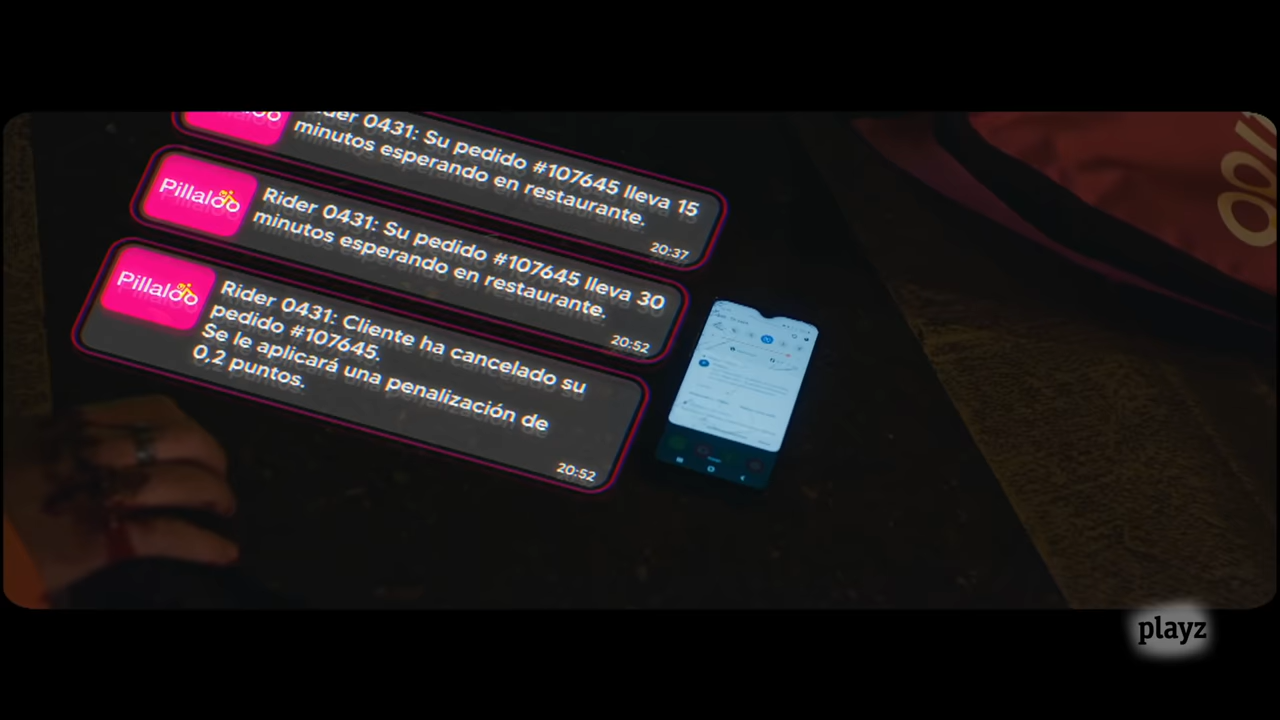 Rider 0431: Su pedido #107645 lleva 15
minutos esperando en restaurante.
20:37
Pillaloo
Rider 0431: Su pedido #107645 lleva 30
minutos esperando en restaurante.
20:52
Pillaloo
Rider 0431: Cliente ha cancelado su
pedido #107645.
Se le aplicará una penalización de
0,2 puntos.
20:52
playz